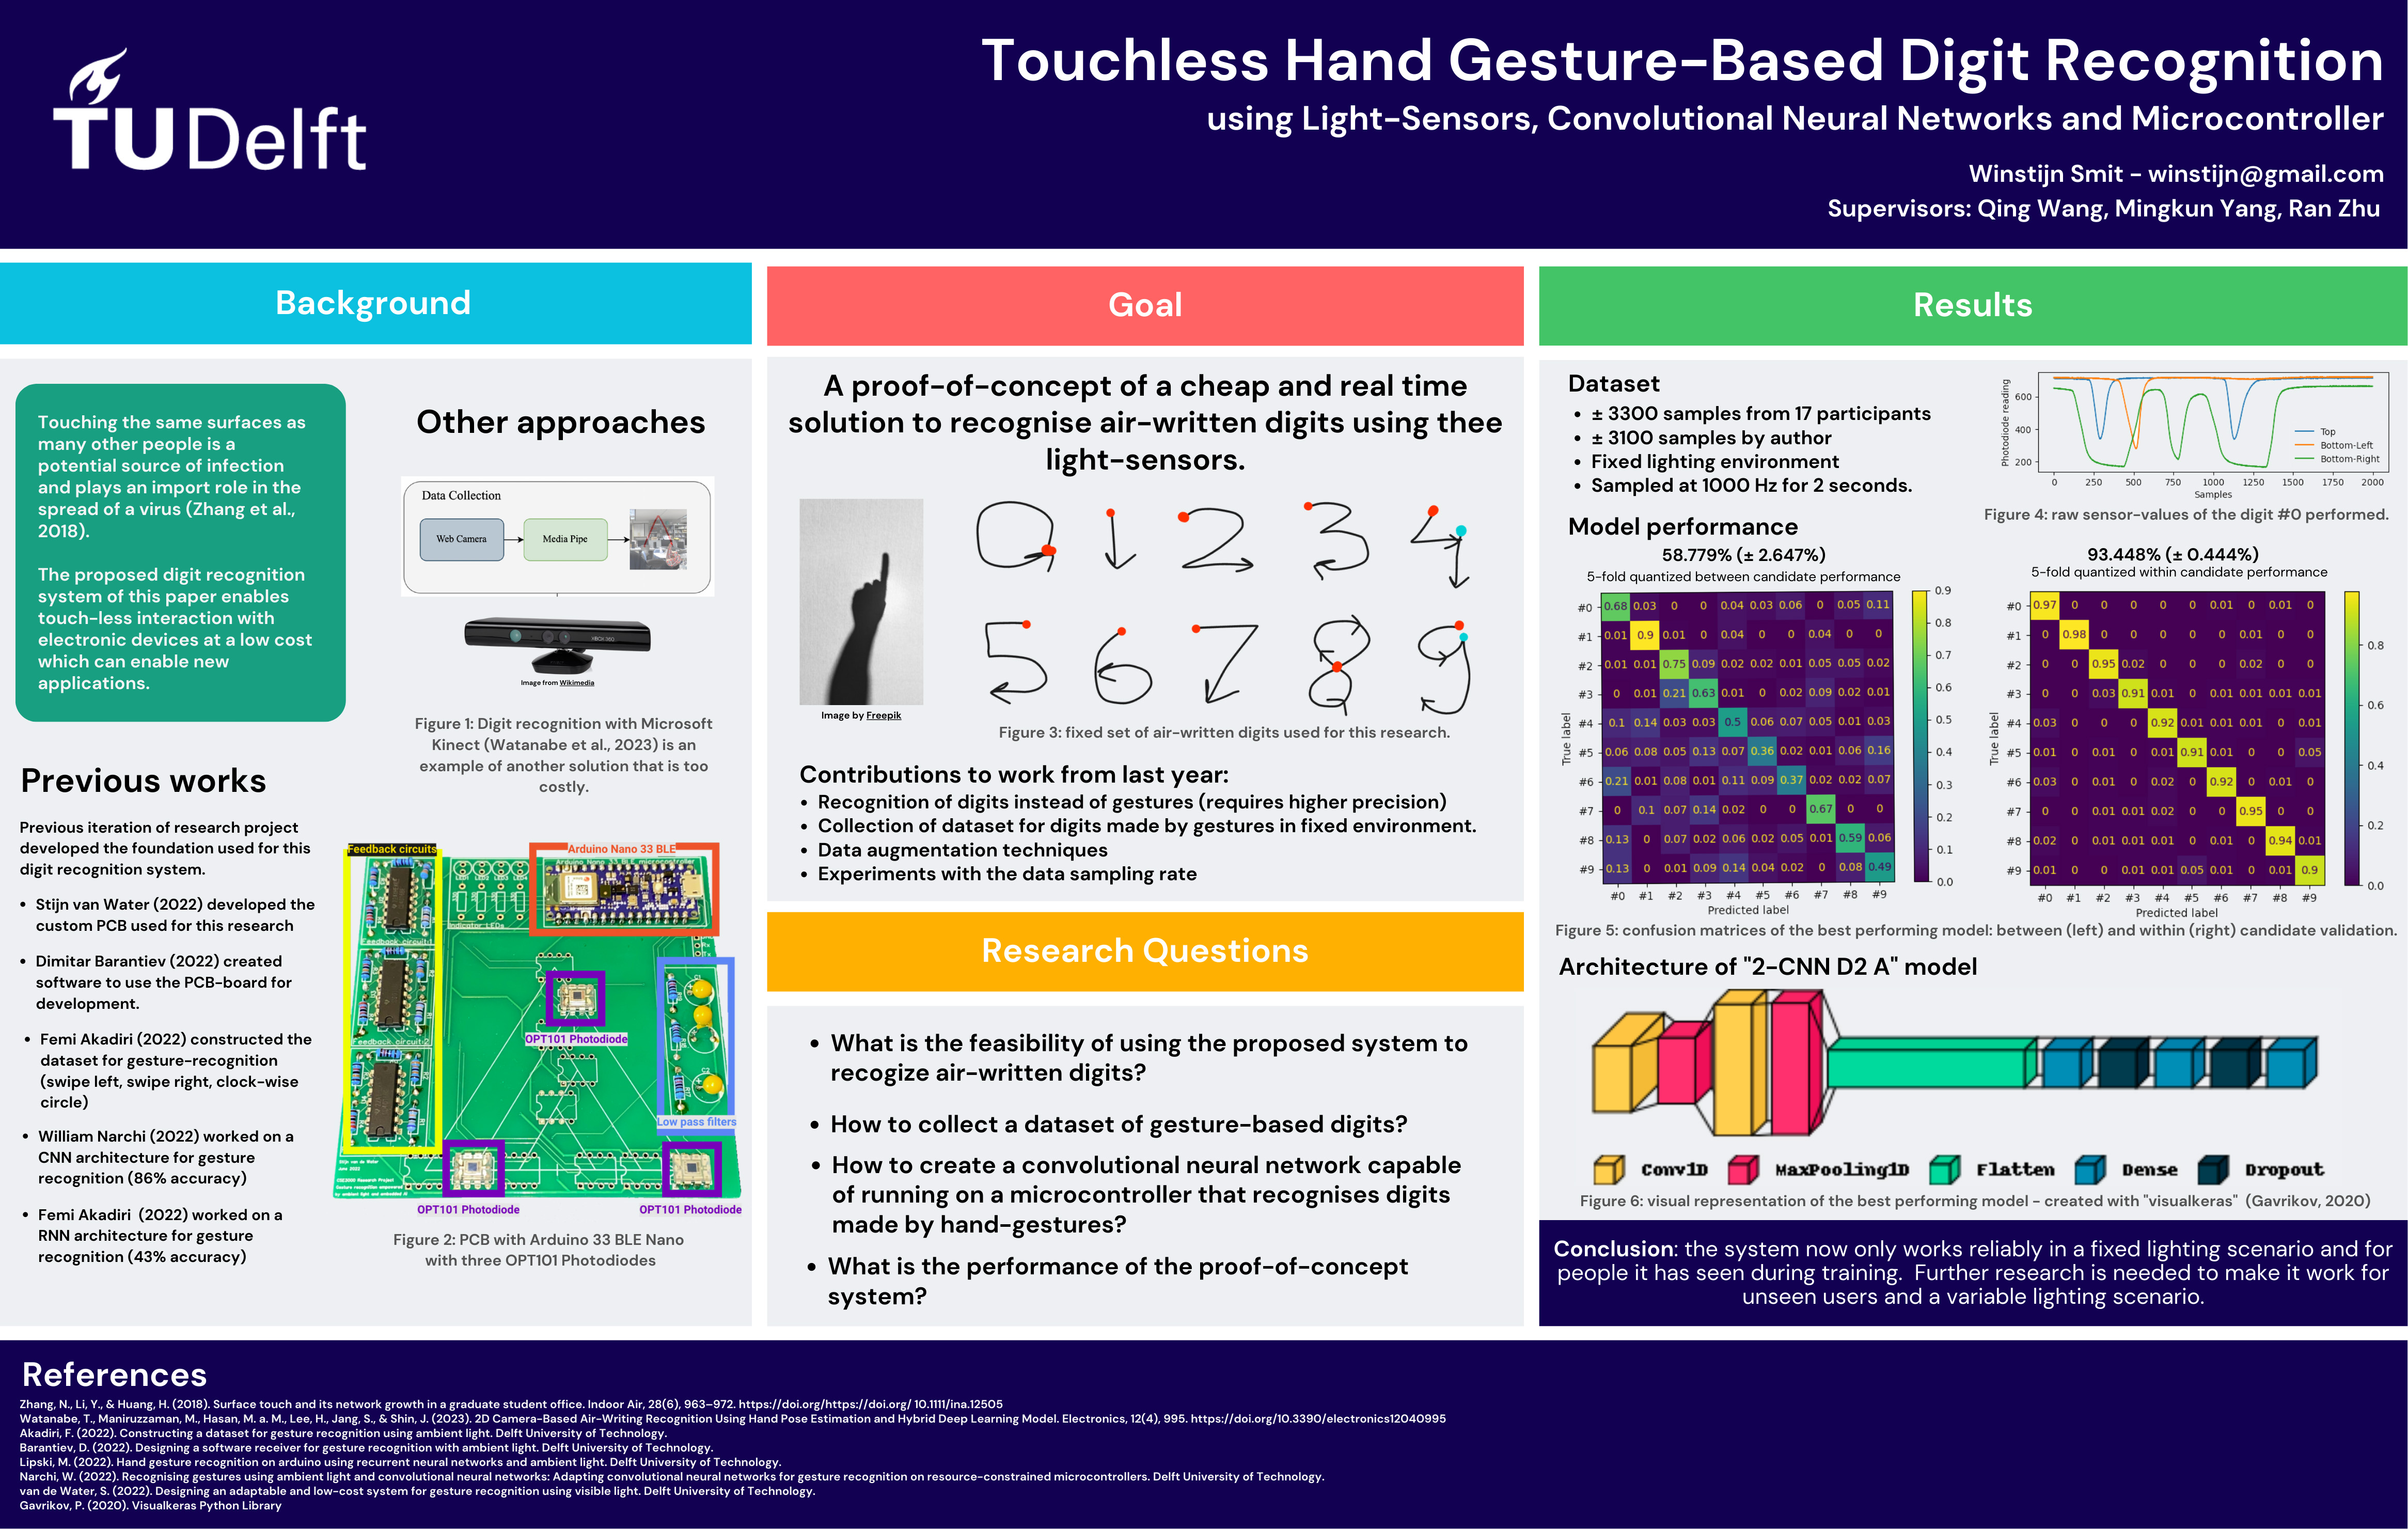 TU Delft
Touchless Hand Gesture-Based Digit Recognition
using Light-Sensors, Convolutional Neural Networks and Microcontroller
Winstijn Smit - winstijn@gmail.com
Supervisors: Qing Wang, Mingkun Yang, Ran Zhu
Background
Touching the same surfaces as
many other people is a
potential source of infection
and plays an import role in the
spread of a virus (Zhang et al.,
2018).
The proposed digit recognition
system of this paper enables
touch-less interaction with
electronic devices at a low cost
which can enable new
applications.
Other approaches
Data Collection
Web Camera
Media Pipe
XBOX 360
Image from Wikimedia
Figure 1: Digit recognition with Microsoft
Kinect (Watanabe et al., 2023) is an
example of another solution that is too
costly.
Previous works
Previous iteration of research project
developed the foundation used for this
digit recognition system.
• Stijn van Water (2022) developed the
custom PCB used for this research
• Dimitar Barantiev (2022) created
software to use the PCB-board for
development.
• Femi Akadiri (2022) constructed the
dataset for gesture-recognition
(swipe left, swipe right, clock-wise
circle)
• William Narchi (2022) worked on a
CNN architecture for gesture
recognition (86% accuracy)
• Femi Akadiri (2022) worked on a
RNN architecture for gesture
recognition (43% accuracy)
Feedback circuits
Arduino Nano 33 BLE
Arduino Nano 33 BLE microcontroller
Indicator LEDs
Feedback circuit1
Feedback circuit2
OPT101 Photodiode
Low pass filters
OPT101 Photodiode
OPT101 Photodiode
Figure 2: PCB with Arduino 33 BLE Nano
with three OPT101 Photodiodes
Goal
A proof-of-concept of a cheap and real time
solution to recognise air-written digits using thee
light-sensors.
Image by Freepik
0 1 2 3 4
5 6 7 8 9
Figure 3: fixed set of air-written digits used for this research.
Contributions to work from last year:
• Recognition of digits instead of gestures (requires higher precision)
• Collection of dataset for digits made by gestures in fixed environment.
• Data augmentation techniques
• Experiments with the data sampling rate
Research Questions
• What is the feasibility of using the proposed system to
recogize air-written digits?
• How to collect a dataset of gesture-based digits?
• How to create a convolutional neural network capable
of running on a microcontroller that recognises digits
made by hand-gestures?
• What is the performance of the proof-of-concept
system?
Results
Dataset
• ± 3300 samples from 17 participants
• ± 3100 samples by author
• Fixed lighting environment
• Sampled at 1000 Hz for 2 seconds.
Photodiode reading
600
400
200
Top
Bottom-Left
Bottom-Right
0 250 500 750 1000 1250 1500 1750 2000
Samples
Figure 4: raw sensor-values of the digit #0 performed.
Model performance
58.779% (± 2.647%)
5-fold quantized between candidate performance
True label
#0 0.68 0.03 0 0 0.04 0.03 0.06 0 0.05 0.11
#1 0.01 0.9 0.01 0 0.04 0 0 0.04 0 0
#2 0.01 0.01 0.75 0.09 0.02 0.02 0.01 0.05 0.05 0.02
#3 0 0.01 0.21 0.63 0.01 0 0.02 0.09 0.02 0.01
#4 0.1 0.14 0.03 0.03 0.5 0.06 0.07 0.05 0.01 0.03
#5 0.06 0.08 0.05 0.13 0.07 0.36 0.02 0.01 0.06 0.16
#6 0.21 0.01 0.08 0.01 0.11 0.09 0.37 0.02 0.02 0.07
#7 0 0.1 0.07 0.14 0.02 0 0 0.67 0 0
#8 0.13 0 0.07 0.02 0.06 0.02 0.05 0.01 0.59 0.06
#9 0.13 0 0.01 0.09 0.14 0.04 0.02 0 0.08 0.49
#0 #1 #2 #3 #4 #5 #6 #7 #8 #9
Predicted label
0.9
0.8
0.7
0.6
0.5
0.4
0.3
0.2
0.1
0.0
93.448% (± 0.444%)
5-fold quantized within candidate performance
True label
#0 0.97 0 0 0 0 0 0.01 0 0.01 0
#1 0 0.98 0 0 0 0 0 0.01 0 0
#2 0 0 0.95 0.02 0 0 0 0.02 0 0
#3 0 0 0.03 0.91 0.01 0 0.01 0.01 0.01 0.01
#4 0.03 0 0 0 0.92 0.01 0.01 0.01 0 0.01
#5 0.01 0 0.01 0 0.01 0.91 0.01 0 0 0.05
#6 0.03 0 0.01 0 0.02 0 0.92 0 0.01 0
#7 0 0 0.01 0.01 0.02 0 0 0.95 0 0
#8 0.02 0 0.01 0 0.01 0 0.01 0 0.94 0.01
#9 0.01 0 0 0.01 0.01 0.05 0.01 0 0.01 0.9
#0 #1 #2 #3 #4 #5 #6 #7 #8 #9
Predicted label
0.8
0.6
0.4
0.2
0.0
Figure 5: confusion matrices of the best performing model: between (left) and within (right) candidate validation.
Architecture of "2-CNN D2 A" model
Conv1D MaxPooling1D Flatten Dense Dropout
Figure 6: visual representation of the best performing model - created with "visualkeras" (Gavrikov, 2020)
Conclusion: the system now only works reliably in a fixed lighting scenario and for
people it has seen during training. Further research is needed to make it work for
unseen users and a variable lighting scenario.
References
Zhang, N., Li, Y., & Huang, H. (2018). Surface touch and its network growth in a graduate student office. Indoor Air, 28(6), 963–972. https://doi.org/https://doi.org/ 10.1111/ina.12505
Watanabe, T., Maniruzzaman, M., Hasan, M. a. M., Lee, H., Jang, S., & Shin, J. (2023). 2D Camera-Based Air-Writing Recognition Using Hand Pose Estimation and Hybrid Deep Learning Model. Electronics, 12(4), 995. https://doi.org/10.3390/electronics12040995
Akadiri, F. (2022). Constructing a dataset for gesture recognition using ambient light. Delft University of Technology.
Barantiev, D. (2022). Designing a software receiver for gesture recognition with ambient light. Delft University of Technology.
Lipski, M. (2022). Hand gesture recognition on arduino using recurrent neural networks and ambient light. Delft University of Technology.
Narchi, W. (2022). Recognising gestures using ambient light and convolutional neural networks: Adapting convolutional neural networks for gesture recognition on resource-constrained microcontrollers. Delft University of Technology.
van de Water, S. (2022). Designing an adaptable and low-cost system for gesture recognition using visible light. Delft University of Technology.
Gavrikov, P. (2020). Visualkeras Python Library